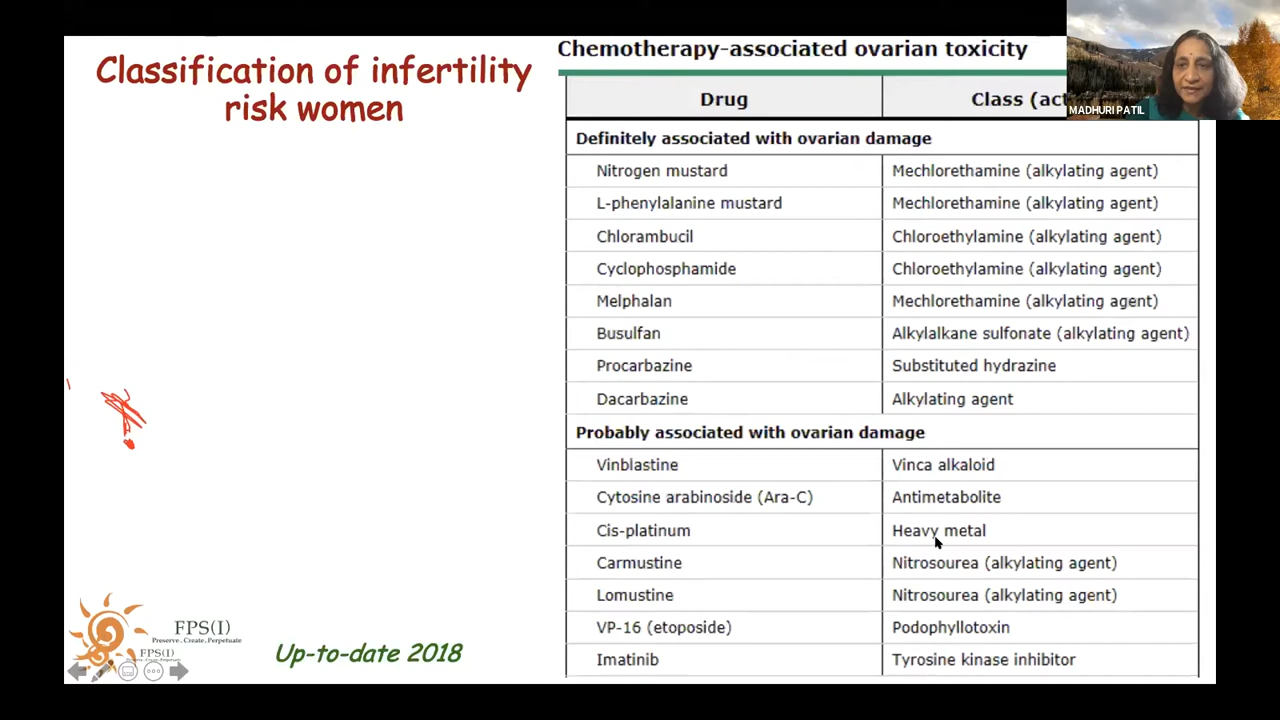 Classification of infertility
risk women
Chemotherapy-associated ovarian toxicity
MADHURI PATIL
Drug Class (act
Definitely associated with ovarian damage
Nitrogen mustard Mechlorethamine (alkylating agent)
L-phenylalanine mustard Mechlorethamine (alkylating agent)
Chlorambucil Chloroethylamine (alkylating agent)
Cyclophosphamide Chloroethylamine (alkylating agent)
Melphalan Mechlorethamine (alkylating agent)
Busulfan Alkylalkane sulfonate (alkylating agent)
Procarbazine Substituted hydrazine
Dacarbazine Alkylating agent
Probably associated with ovarian damage
Vinblastine Vinca alkaloid
Cytosine arabinoside (Ara-C) Antimetabolite
Cis-platinum Heavy metal
Carmustine Nitrosourea (alkylating agent)
Lomustine Nitrosourea (alkylating agent)
VP-16 (etoposide) Podophyllotoxin
Imatinib Tyrosine kinase inhibitor
FPS(I)
Preserve . Create . Perpetuate
FPS(I)
Preserve . Create . Perpetuate
Up-to-date 2018